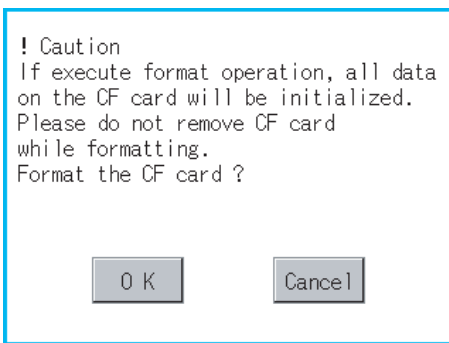 ! Caution
If execute format operation, all data
on the CF card will be initialized.
Please do not remove CF card
while formatting.
Format the CF card ?
O K
Cancel